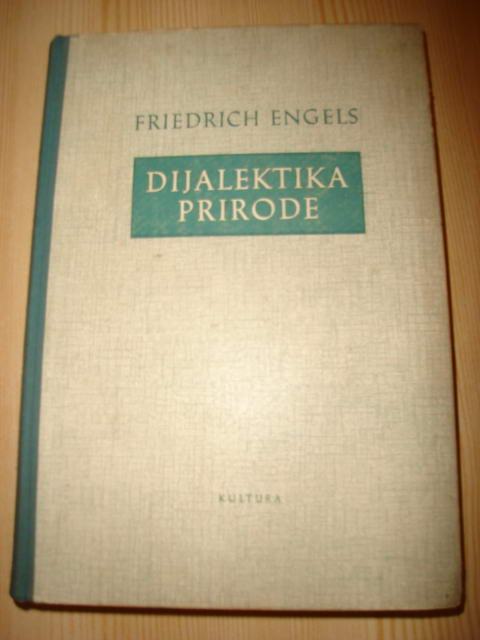 FRIEDRICH ENGELS
DIJALEKTIKA
PRIRODE
KULTURA